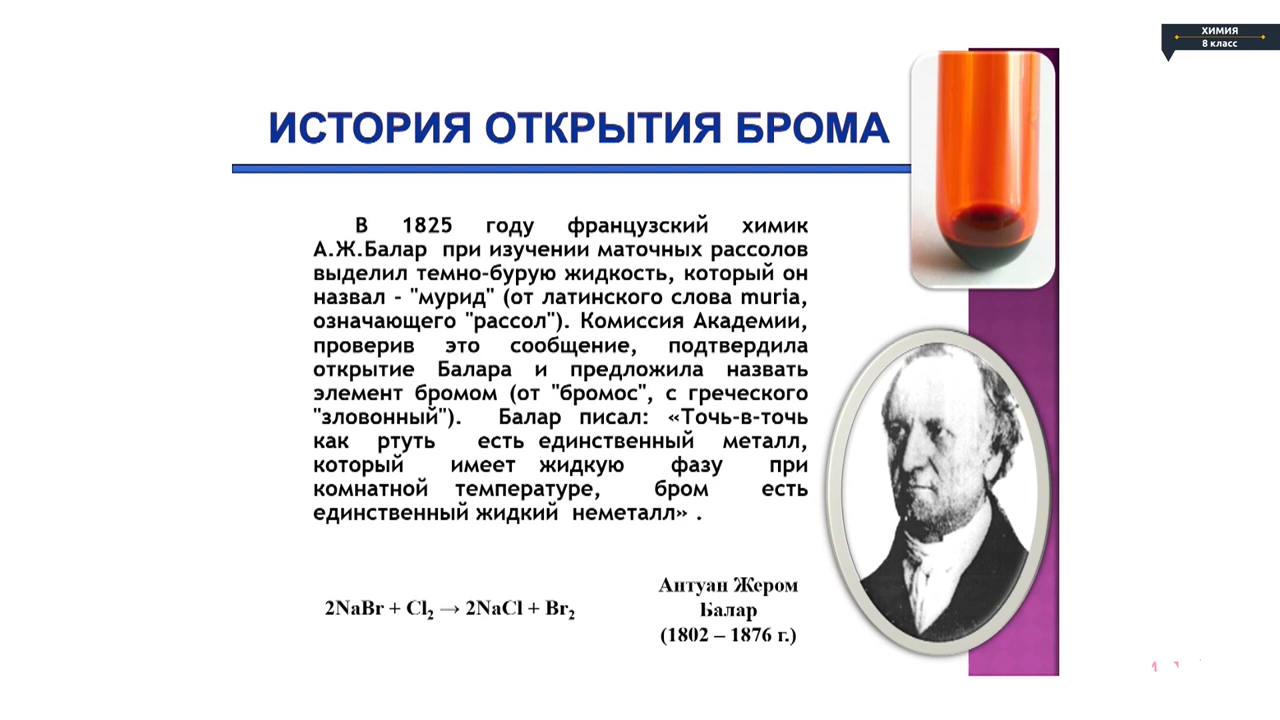 ХИМИЯ
8 класс
ИСТОРИЯ ОТКРЫТИЯ БРОМА
В 1825 году французский химик
А.Ж.Балар при изучении маточных рассолов
выделил темно-бурую жидкость, который он
назвал - "мурид" (от латинского слова muria,
означающего "рассол"). Комиссия Академии,
проверив это сообщение, подтвердила
открытие Балара и предложила назвать
элемент бромом (от "бромос", с греческого
"зловонный"). Балар писал: «Точь-в-точь
как ртуть есть единственный металл,
который имеет жидкую фазу при
комнатной температуре, бром есть
единственный жидкий неметалл» .
2NaBr + Cl₂ → 2NaCl + Br₂
Антуан Жером
Балар
(1802 – 1876 г.)